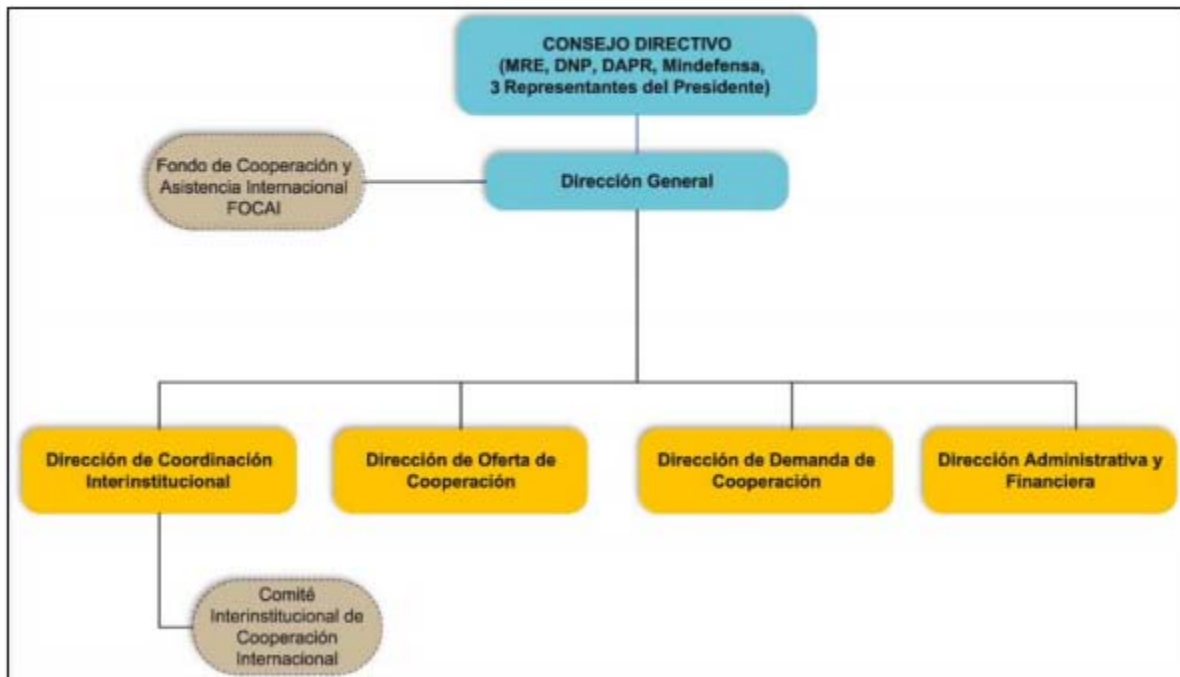 CONSEJO DIRECTIVO
(MRE, DNP, DAPR, Mindefensa,
3 Representantes del Presidente)
Fondo de Cooperación y
Asistencia Internacional
FOCAI
Dirección General
Dirección de Coordinación
Interinstitucional
Dirección de Oferta de
Cooperación
Dirección de Demanda de
Cooperación
Dirección Administrativa y
Financiera
Comité
Interinstitucional de
Cooperación
Internacional